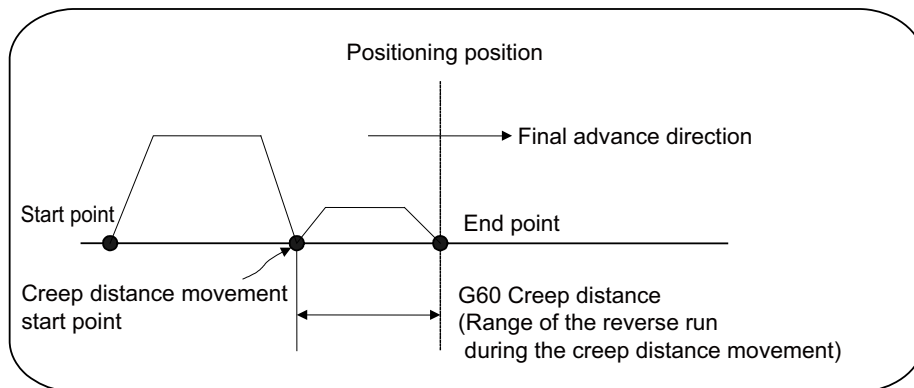 Positioning position
Final advance direction
Start point
End point
Creep distance movement
start point
G60 Creep distance
(Range of the reverse run
during the creep distance movement)